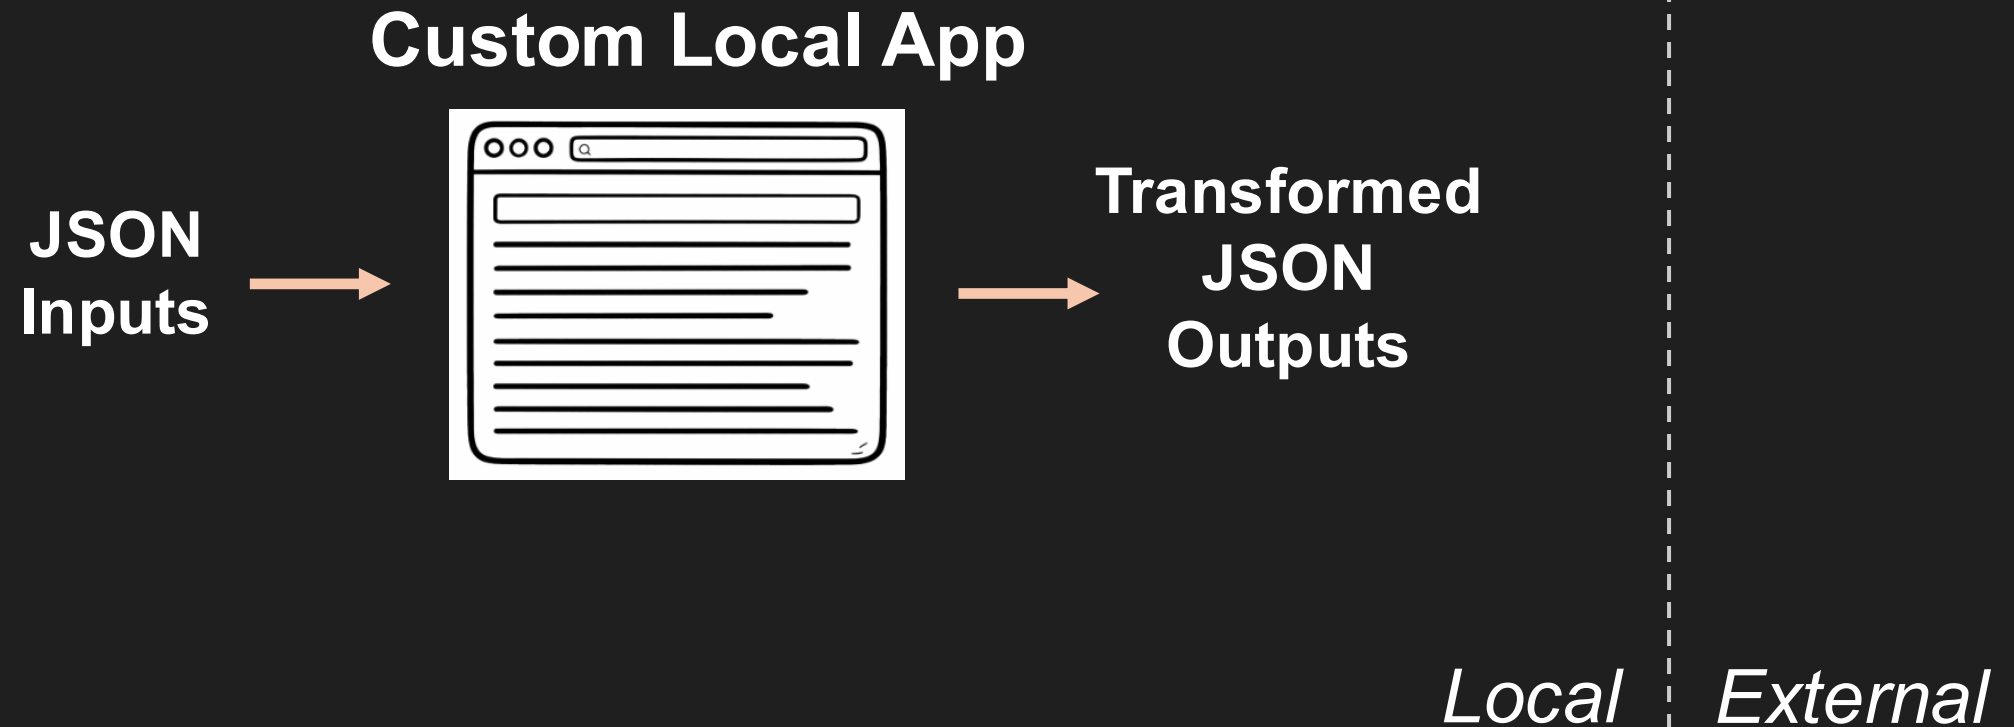 Custom Local App
JSON
Inputs
Transformed
JSON
Outputs
Local
External